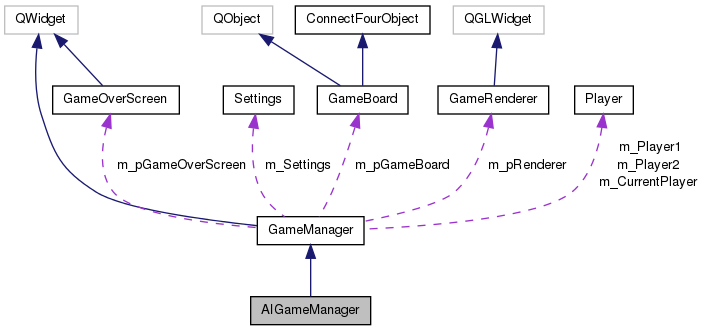 QWidget
QObject
ConnectFourObject
QGLWidget
GameOverScreen
Settings
GameBoard
GameRenderer
Player
m_pGameOverScreen
m_Settings
m_pGameBoard
m_pRenderer
m_Player1
m_Player2
m_CurrentPlayer
GameManager
AIGameManager